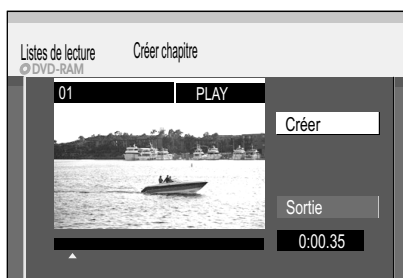 Listes de lecture Créer chapitre
DVD-RAM
01 PLAY
Créer
Sortie
0:00.35